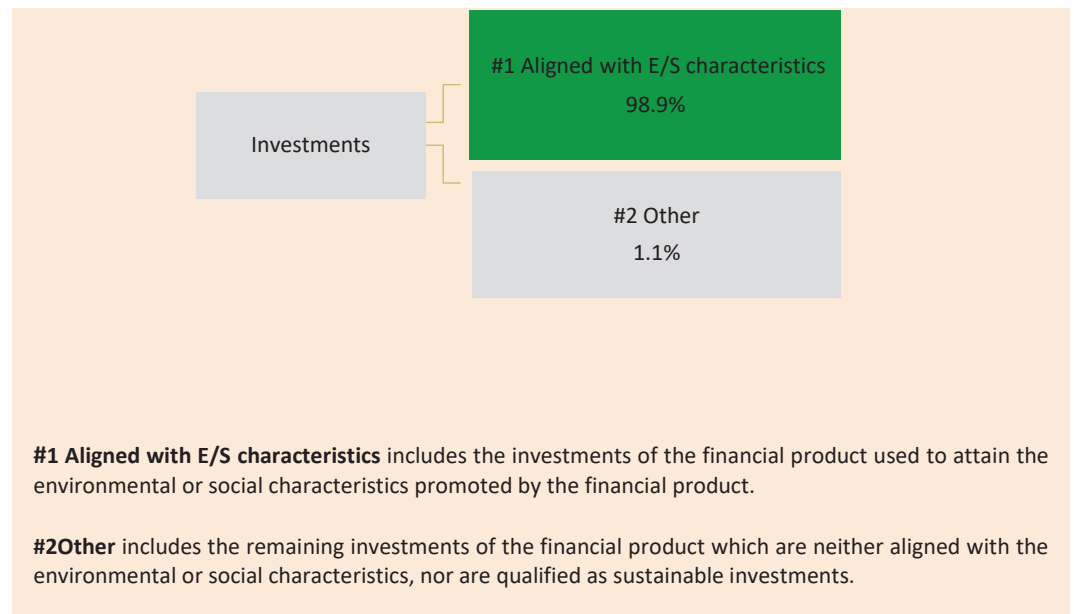 #1 Aligned with E/S characteristics
98.9%
Investments
#2 Other
1.1%
#1 Aligned with E/S characteristics includes the investments of the financial product used to attain the
environmental or social characteristics promoted by the financial product.
#2Other includes the remaining investments of the financial product which are neither aligned with the
environmental or social characteristics, nor are qualified as sustainable investments.